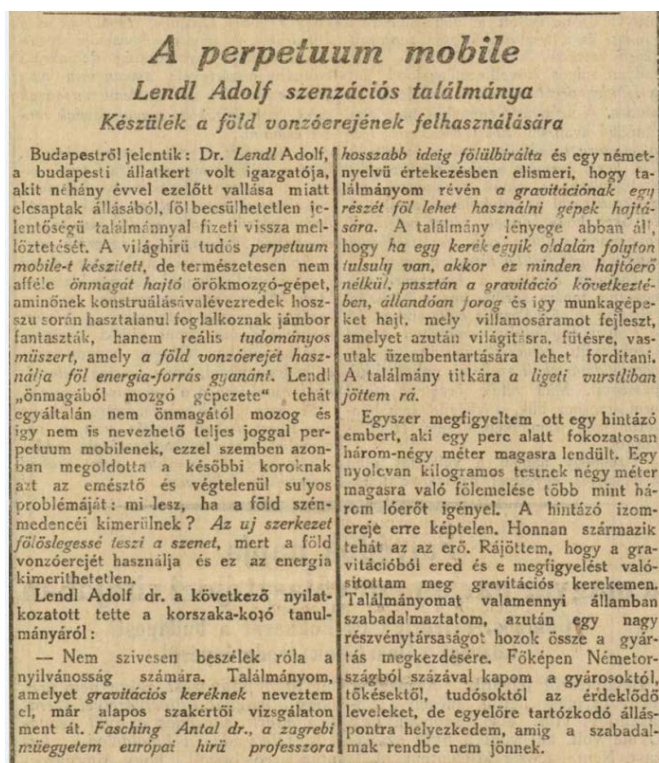 A perpetuum mobile
Lendl Adolf szenzációs találmánya
Készülék a föld vonzóerejének felhasználására
Budapestről jelentik: Dr. Lendl Adolf,
a budapesti állatkert volt igazgatója,
akit néhány évvel ezelőtt vallása miatt
elcsaptak állásából, fölbecsülhetetlen je-
lentőségü találmánnyal fizeti vissza mel-
lőztetését. A világhirü tudós perpetuum
mobile-t készitett, de természetesen nem
afféle önmagát hajtó örökmozgó-gépet,
aminőnek konstruálásávalévezredek hosz-
szu során hasztalanul foglalkoznak jámbor
fantaszták, hanem reális tudományos
müszert, amely a föld vonzóerejét hasz-
nálja föl energia-forrás gyanánt. Lendl
„önmagából mozgó gépezete“ tehát
egyáltalán nem önmagától mozog és
igy nem is nevezhető teljes joggal per-
petuum mobilenek, ezzel szemben azon-
ban megoldotta a későbbi koroknak
azt az emésztő és végtelenül su'yos
problémáját: mi lesz, ha a föld szén-
medencéi kimerülnek? Az uj szerkezet
fölöslegessé teszi a szenet, mert a föld
vonzóerejét használja és ez az energia
kimerithetetlen.
Lendl Adolf dr. a következő nyilat-
kozatott tette a korszaka-kotó tanul-
mányáról:
— Nem szivesen beszélek róla a
nyilvánosság számára. Találmányom,
amelyet gravitációs keréknek neveztem
el, már alapos szakértői vizsgálaton
ment át. Fasching Antal dr., a zagrebi
müegyetem európai hirü professzora
hosszabb ideig fölülbirálta és egy német-
nyelvü értekezésben elismeri, hogy ta-
lálmányom révén a gravitációnak egy
részét föl lehet használni gépek hajtá-
sára. A találmány lényege abban áll,
hogy ha egy kerék egyik oldalán folyton
tulsuly van, akkor ez minden hajtóerő
nélkül, pusztán a gravitáció következté-
ben, állandóan forog és igy munkagépe-
ket hajt, mely villamosáramot fejleszt,
amelyet azután világitásra, fütésre, vas-
utak üzembentartására lehet forditani.
A találmány titkára a ligeti vurstliban
jöttem rá.
Egyszer megfigyeltem ott egy hintázó
embert, aki egy perc alatt fokozatosan
három-négy méter magasra lendült. Egy
nyolcvan kilogramos testnek négy méter
magasra való fölemelése több mint há-
rom lóerőt igényel. A hintázó izom-
ereje erre képtelen. Honnan származik
tehát az az erő. Rájöttem, hogy a gra-
vitációból ered és e megfigyelést való-
sitottam meg gravitációs kerekemen.
Találmányomat valamennyi államban
szabadalmaztatom, azután egy nagy
részvénytársaságot hozok össze a gyár-
tás megkezdésére. Főképen Németor-
szágból százával kapom a gyárosoktól,
tőkésektől, tudósoktól az érdeklődő
leveleket, de egyelőre tartózkodó állás-
pontra helyezkedem, amig a szabadal-
mak rendbe nem jönnek.